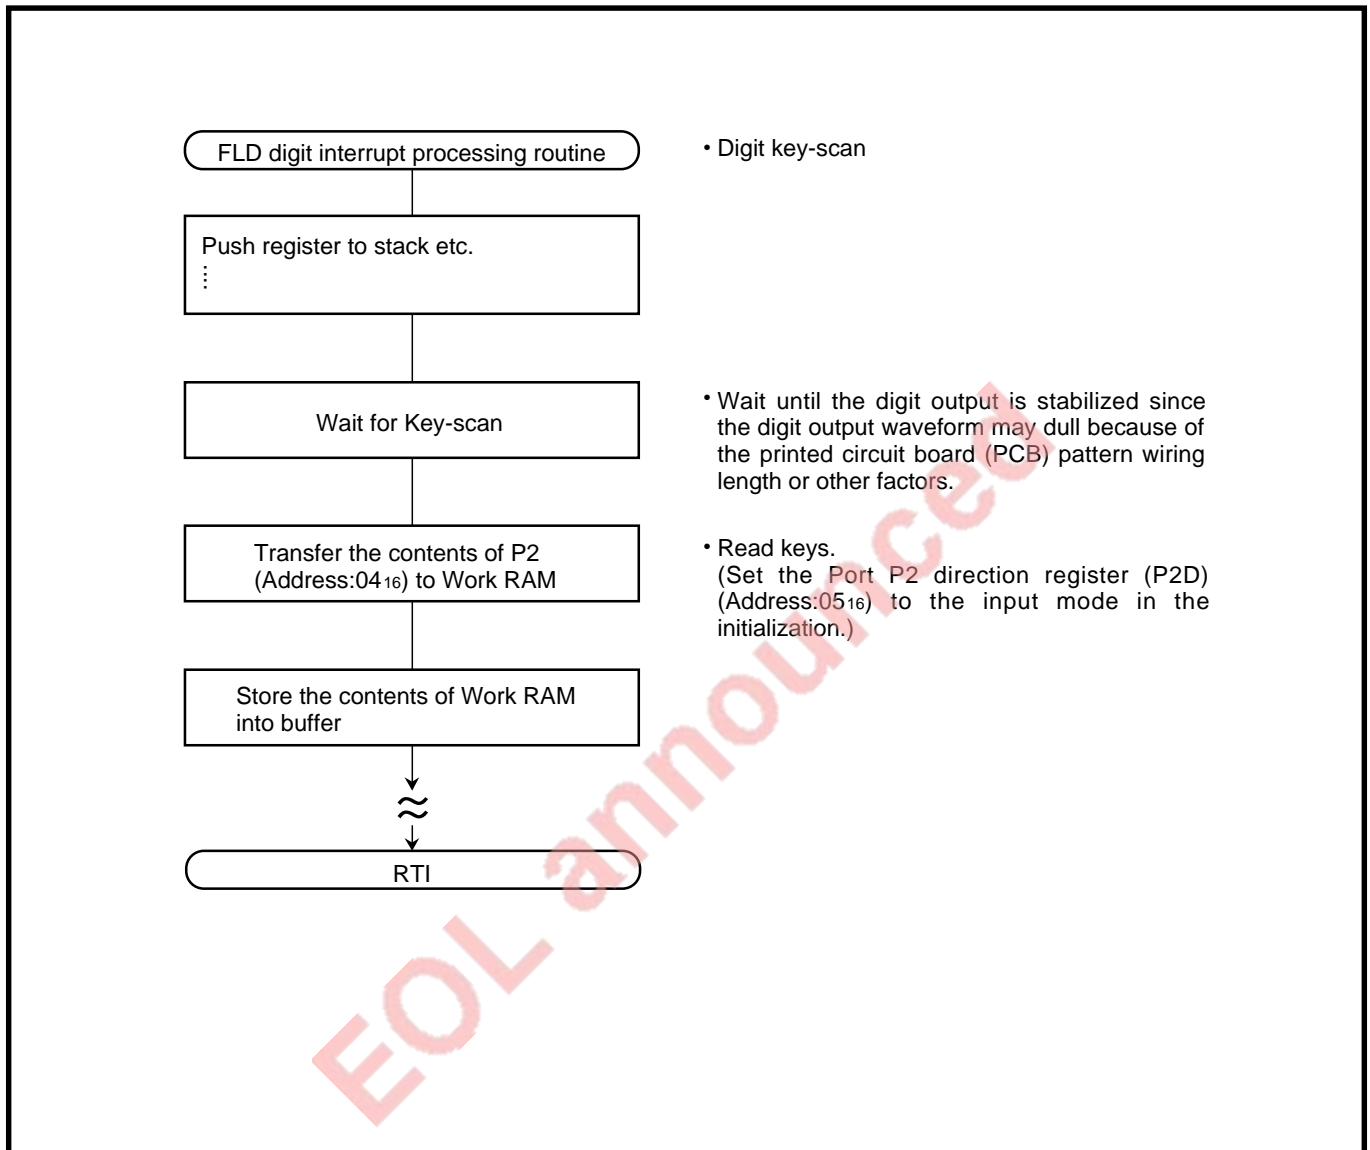 FLD digit interrupt processing routine
• Digit key-scan
Push register to stack etc.
⋮
Wait for Key-scan
• Wait until the digit output is stabilized since
the digit output waveform may dull because of
the printed circuit board (PCB) pattern wiring
length or other factors.
Transfer the contents of P2
(Address:0416) to Work RAM
• Read keys.
(Set the Port P2 direction register (P2D)
(Address:0516) to the input mode in the
initialization.)
Store the contents of Work RAM
into buffer
RTI
EOL announced